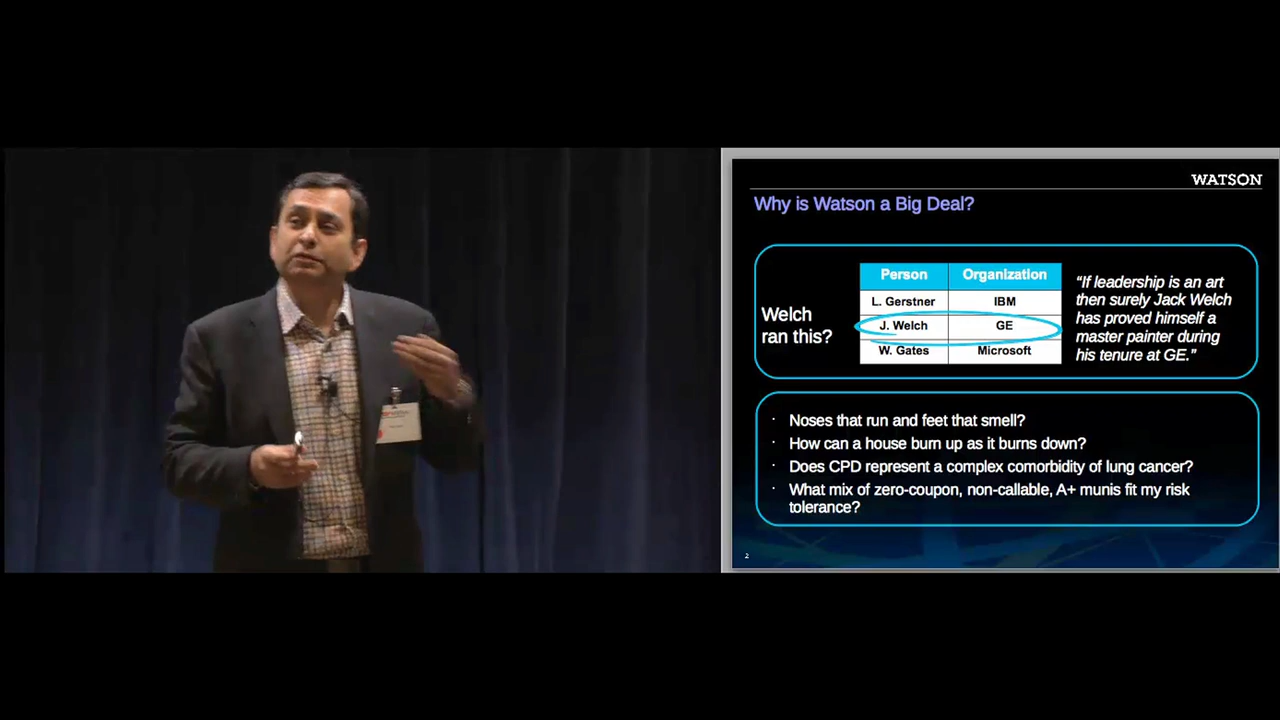 WATSON
Why is Watson a Big Deal?
Welch
ran this?
Person Organization
L. Gerstner IBM
J. Welch GE
W. Gates Microsoft
“If leadership is an art
then surely Jack Welch
has proved himself a
master painter during
his tenure at GE.”
· Noses that run and feet that smell?
· How can a house burn up as it burns down?
· Does CPD represent a complex comorbidity of lung cancer?
· What mix of zero-coupon, non-callable, A+ munis fit my risk
tolerance?
2